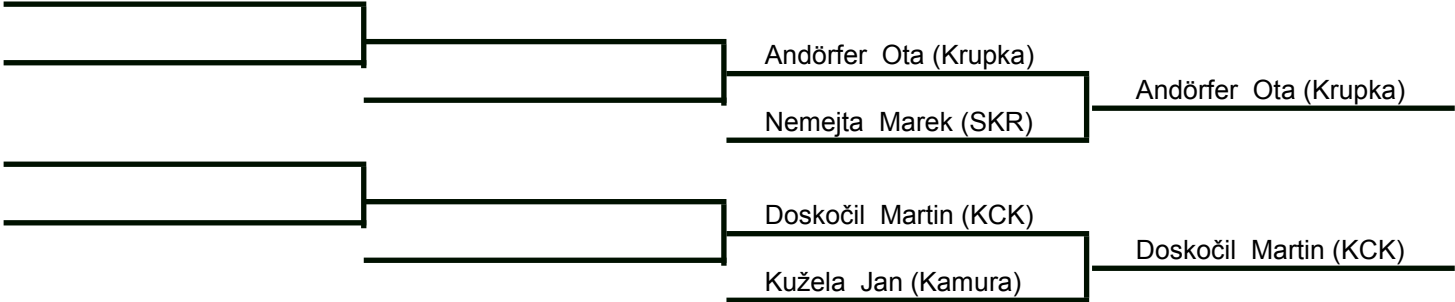 Andörfer Ota (Krupka)
Andörfer Ota (Krupka)
Nemejta Marek (SKR)
Doskočil Martin (KCK)
Doskočil Martin (KCK)
Kužela Jan (Kamura)